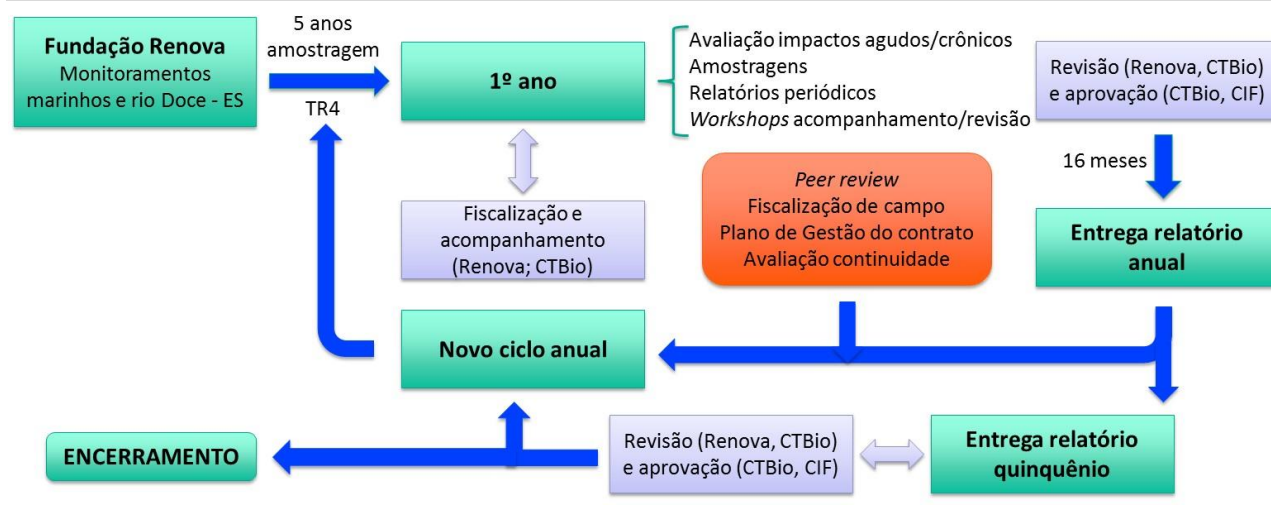 Fundação Renova
Monitoramentos
marinhos e rio Doce - ES
5 anos
amostragem
TR4
1º ano
Avaliação impactos agudos/crônicos
Amostragens
Relatórios periódicos
Workshops acompanhamento/revisão
Revisão (Renova, CTBio)
e aprovação (CTBio, CIF)
16 meses
Fiscalização e
acompanhamento
(Renova; CTBio)
Peer review
Fiscalização de campo
Plano de Gestão do contrato
Avaliação continuidade
Entrega relatório
anual
Novo ciclo anual
ENCERRAMENTO
Revisão (Renova, CTBio)
e aprovação (CTBio, CIF)
Entrega relatório
quinquênio